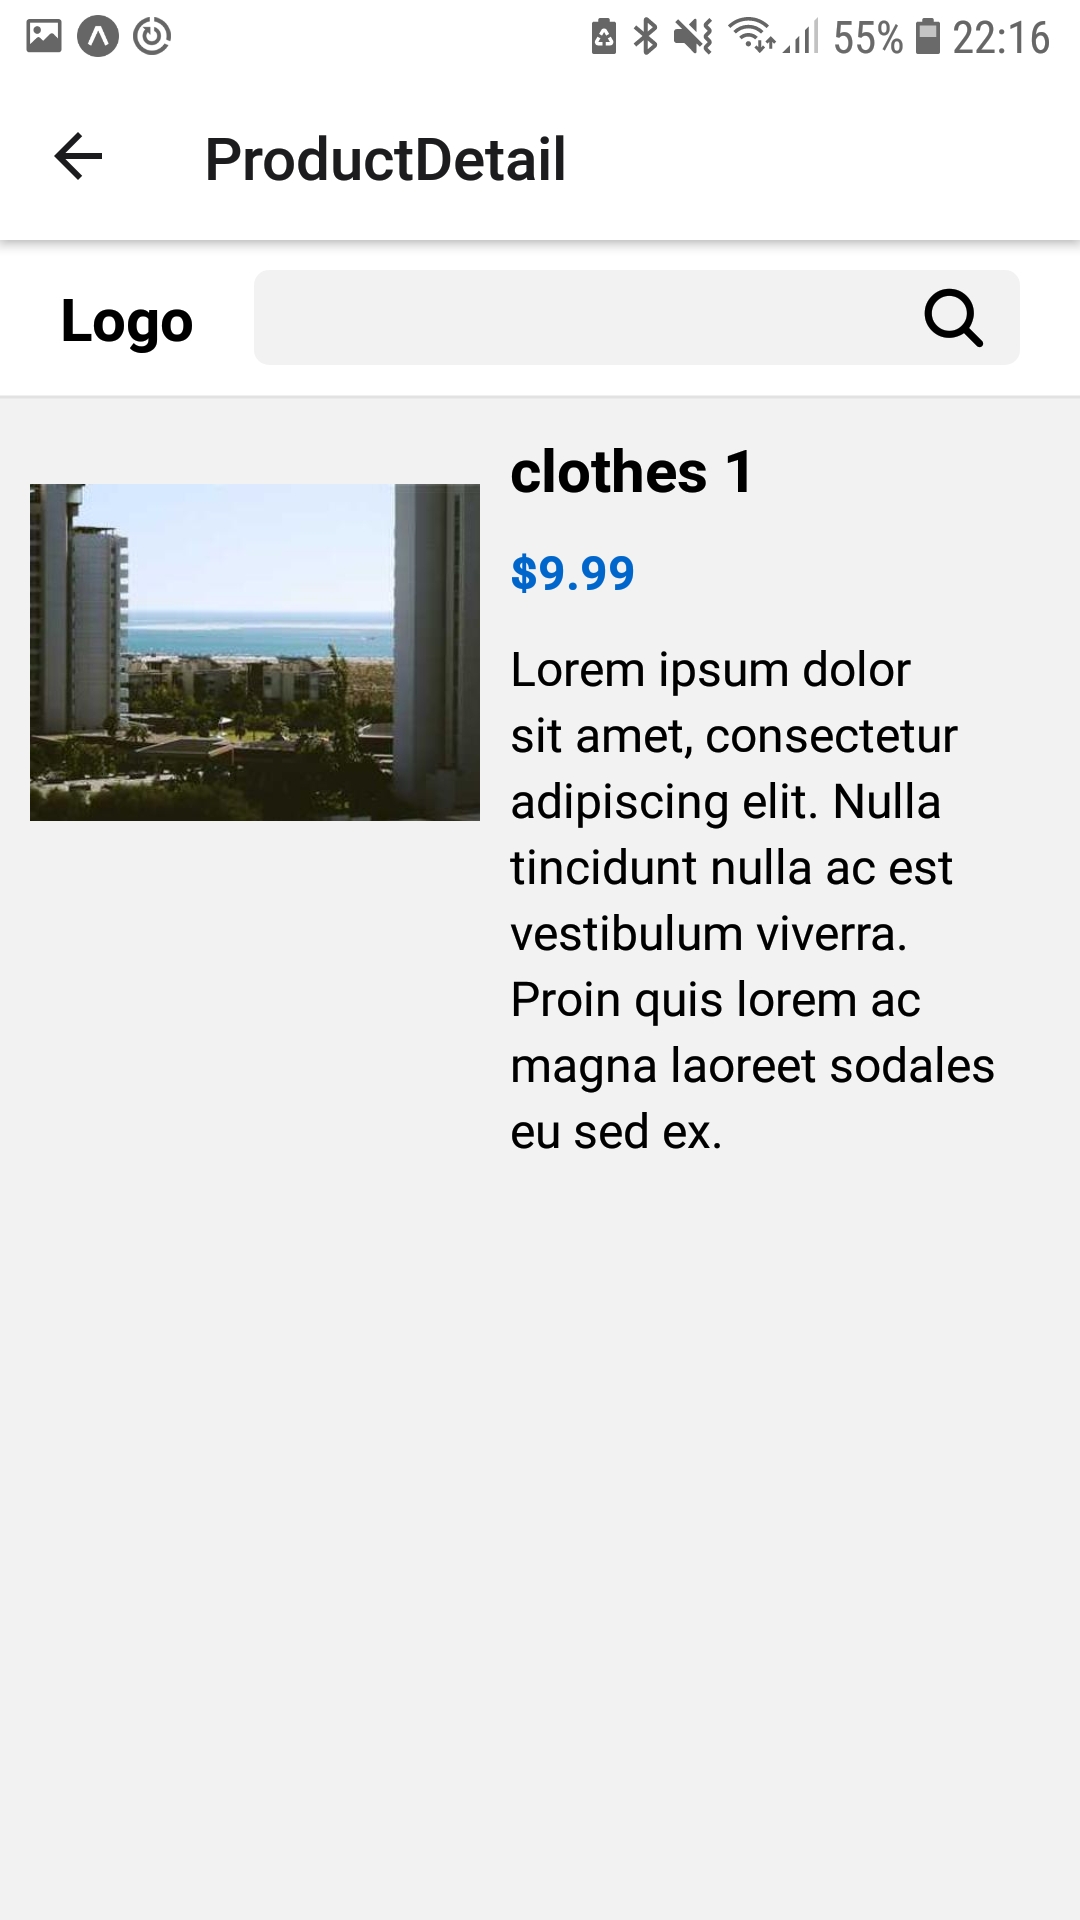 55% 22:16
ProductDetail
Logo
clothes 1
$9.99
Lorem ipsum dolor
sit amet, consectetur
adipiscing elit. Nulla
tincidunt nulla ac est
vestibulum viverra.
Proin quis lorem ac
magna laoreet sodales
eu sed ex.